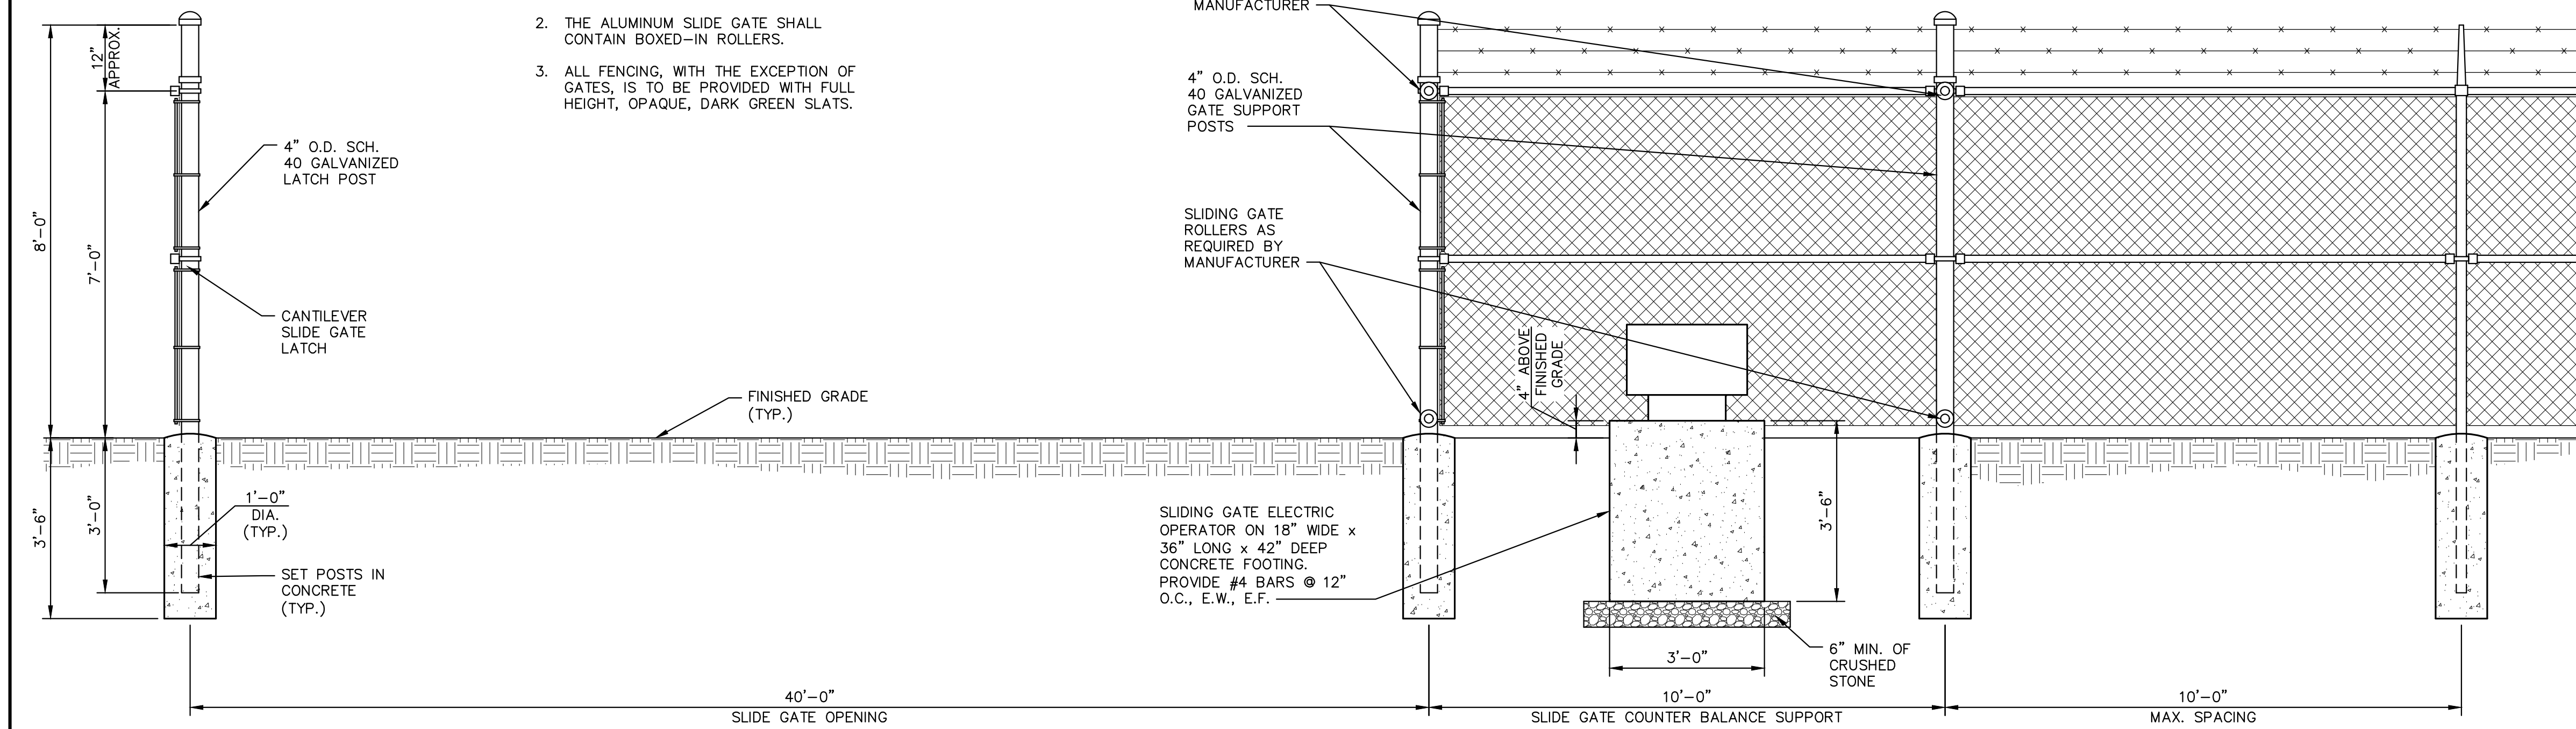 2. THE ALUMINUM SLIDE GATE SHALL
CONTAIN BOXED-IN ROLLERS.
3. ALL FENCING, WITH THE EXCEPTION OF
GATES, IS TO BE PROVIDED WITH FULL
HEIGHT, OPAQUE, DARK GREEN SLATS.
MANUFACTURER
12"
APPROX.
8'-0"
7'-0"
4" O.D. SCH.
40 GALVANIZED
LATCH POST
CANTILEVER
SLIDE GATE
LATCH
4" O.D. SCH.
40 GALVANIZED
GATE SUPPORT
POSTS
SLIDING GATE
ROLLERS AS
REQUIRED BY
MANUFACTURER
FINISHED GRADE
(TYP.)
4" ABOVE
FINISHED
GRADE
3'-6"
3'-0"
1'-0"
DIA.
(TYP.)
SET POSTS IN
CONCRETE
(TYP.)
SLIDING GATE ELECTRIC
OPERATOR ON 18" WIDE x
36" LONG x 42" DEEP
CONCRETE FOOTING.
PROVIDE #4 BARS @ 12"
O.C., E.W., E.F.
3'-6"
3'-0"
6" MIN. OF
CRUSHED
STONE
40'-0"
SLIDE GATE OPENING
10'-0"
SLIDE GATE COUNTER BALANCE SUPPORT
10'-0"
MAX. SPACING